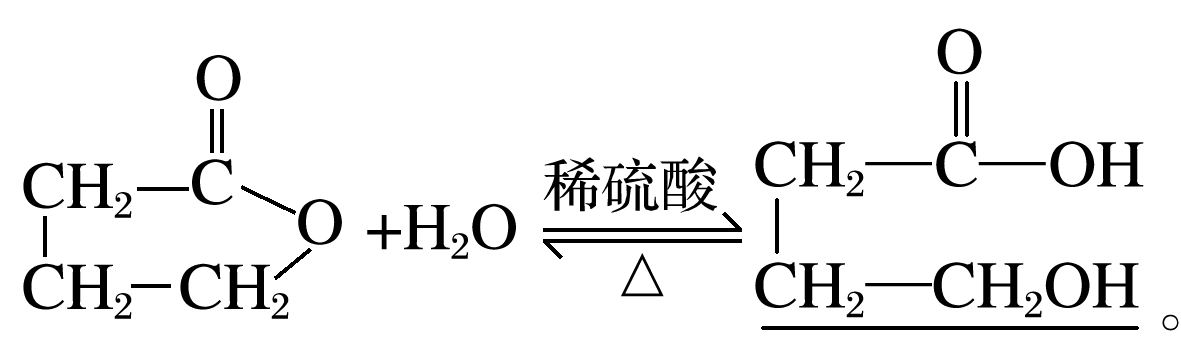 O O
CH₂—C 稀硫酸 CH₂—C—OH
O +H₂O ⇌
CH₂—CH₂ △ CH₂—CH₂OH 。